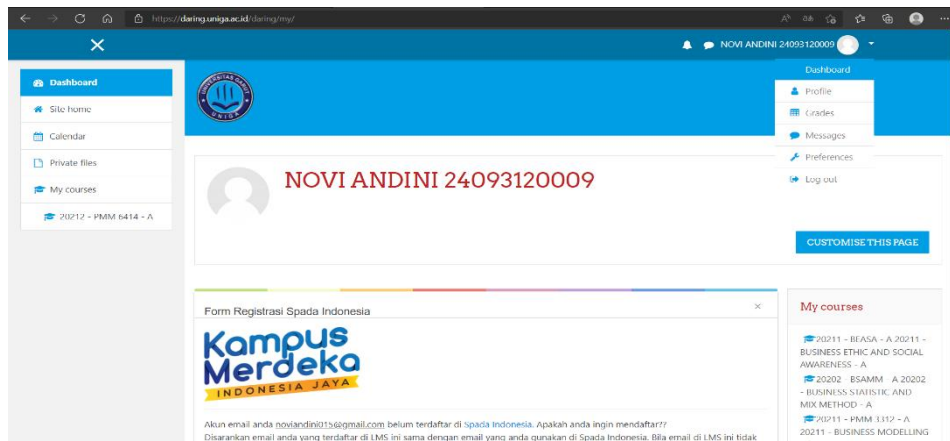 https://daring.uniga.ac.id/daring/my/
NOVI ANDINI 24093120009
Dashboard
Site home
Calendar
Private files
My courses
20212 - PMM 6414 - A
UNIVERSITAS GARUT
UNIGA
Dashboard
Profile
Grades
Messages
Preferences
Log out
NOVI ANDINI 24093120009
CUSTOMISE THIS PAGE
Form Registrasi Spada Indonesia
×
Kampus
Merdeka
INDONESIA JAYA
Akun email anda noviandini015@gmail.com belum terdaftar di Spada Indonesia. Apakah anda ingin mendaftar??
Disarankan email anda yang terdaftar di LMS ini sama dengan email yang anda gunakan di Spada Indonesia. Bila email di LMS ini tidak
My courses
20211 - BEASA - A 20211 -
BUSINESS ETHIC AND SOCIAL
AWARENESS - A
20202 BSAMM A 20202
- BUSINESS STATISTIC AND
MIX METHOD - A
20211 - PMM 3312 - A
20211 - BUSINESS MODELLING